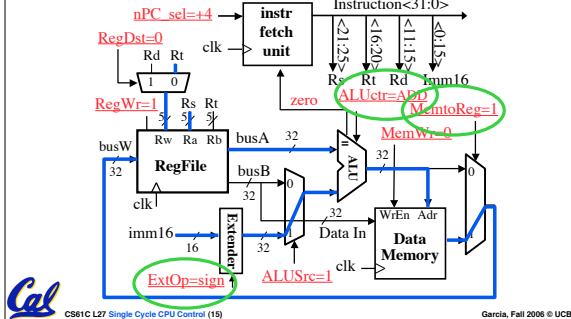 Instruction<31:0>
nPC_sel=+4
instr fetch unit
RegDst=0
clk
<21:25>
<16:20>
<11:15>
<0:15>
Rd Rt
Rs Rt Rd Imm16
1 0
zero
ALUctr=ADD
MemtoReg=1
RegWr=1
Rs Rt
5 5 5
MemWr=0
busA
32
Rw Ra Rb
busW
32
RegFile
busB
32
=
ALU
32
0
0
clk
32
WrEn Adr
imm16
16
Extender
32
1
Data In
Data Memory
1
clk
ExtOp=sign
ALUSrc=1
Cal
CS61C L27 Single Cycle CPU Control (15)
Garcia, Fall 2006 © UCB